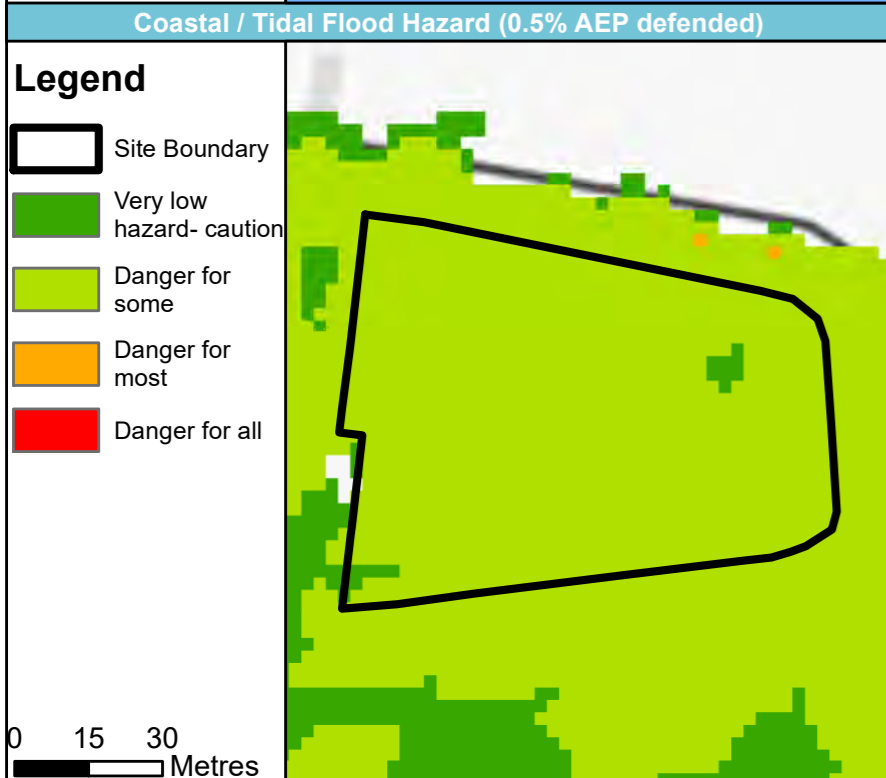 Coastal / Tidal Flood Hazard (0.5% AEP defended)
Legend
Site Boundary
Very low
hazard- caution
Danger for
some
Danger for
most
Danger for all
0 15 30
Metres